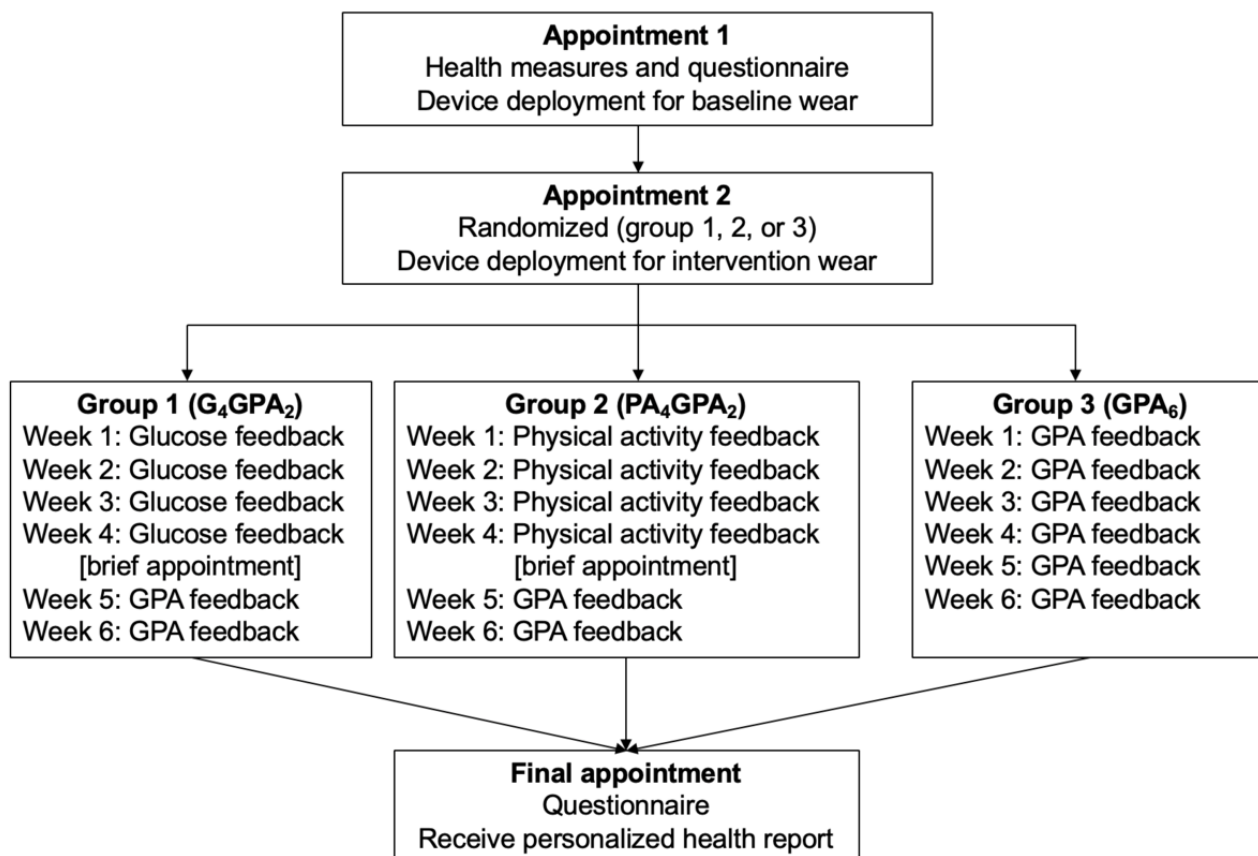 Appointment 1
Health measures and questionnaire
Device deployment for baseline wear
Appointment 2
Randomized (group 1, 2, or 3)
Device deployment for intervention wear
Group 1 (G₄GPA₂)
Week 1: Glucose feedback
Week 2: Glucose feedback
Week 3: Glucose feedback
Week 4: Glucose feedback
[brief appointment]
Week 5: GPA feedback
Week 6: GPA feedback
Group 2 (PA₄GPA₂)
Week 1: Physical activity feedback
Week 2: Physical activity feedback
Week 3: Physical activity feedback
Week 4: Physical activity feedback
[brief appointment]
Week 5: GPA feedback
Week 6: GPA feedback
Group 3 (GPA₆)
Week 1: GPA feedback
Week 2: GPA feedback
Week 3: GPA feedback
Week 4: GPA feedback
Week 5: GPA feedback
Week 6: GPA feedback
Final appointment
Questionnaire
Receive personalized health report